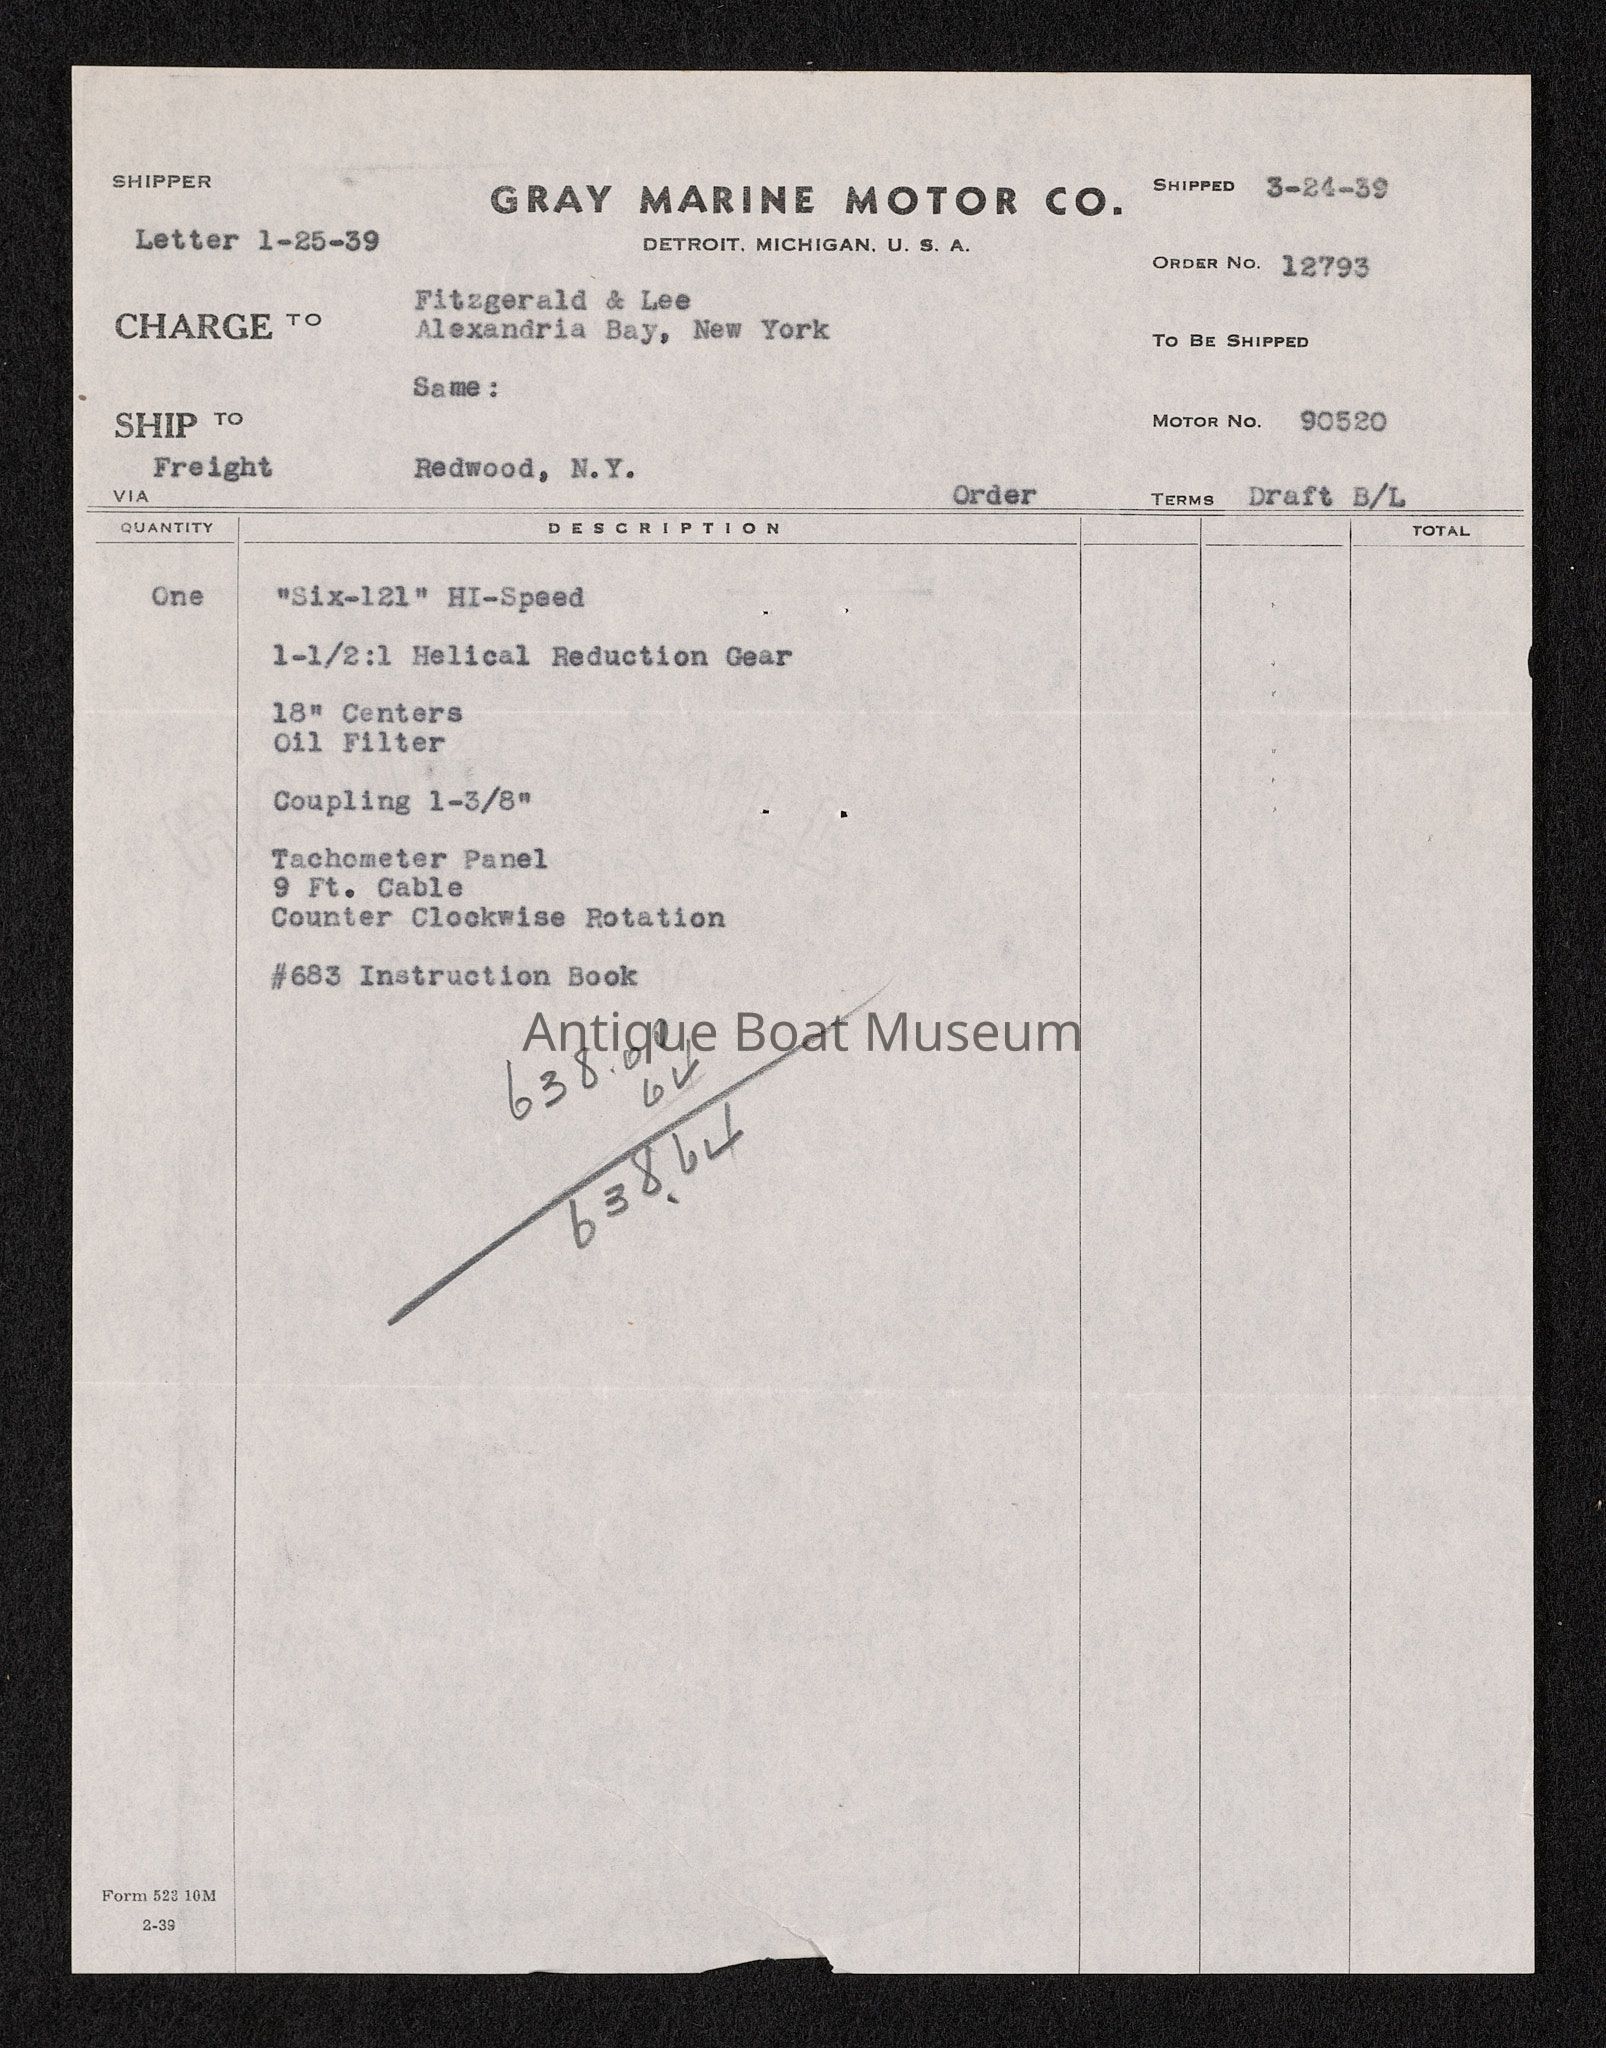 SHIPPER
Letter 1-25-39
GRAY MARINE MOTOR CO.
DETROIT, MICHIGAN, U. S. A.
SHIPPED 3-24-39
ORDER NO. 12793
CHARGE TO
Fitzgerald & Lee
Alexandria Bay, New York
TO BE SHIPPED
Same:
SHIP TO
MOTOR NO. 90520
Freight Redwood, N.Y.
VIA Order TERMS Draft B/L
QUANTITY DESCRIPTION TOTAL
One "Six-121" HI-Speed
1-1/2:1 Helical Reduction Gear
18" Centers
Oil Filter
Coupling 1-3/8"
Tachometer Panel
9 Ft. Cable
Counter Clockwise Rotation
#683 Instruction Book
Antique Boat Museum
638.00
64
638.64
Form 523 10M
2-39